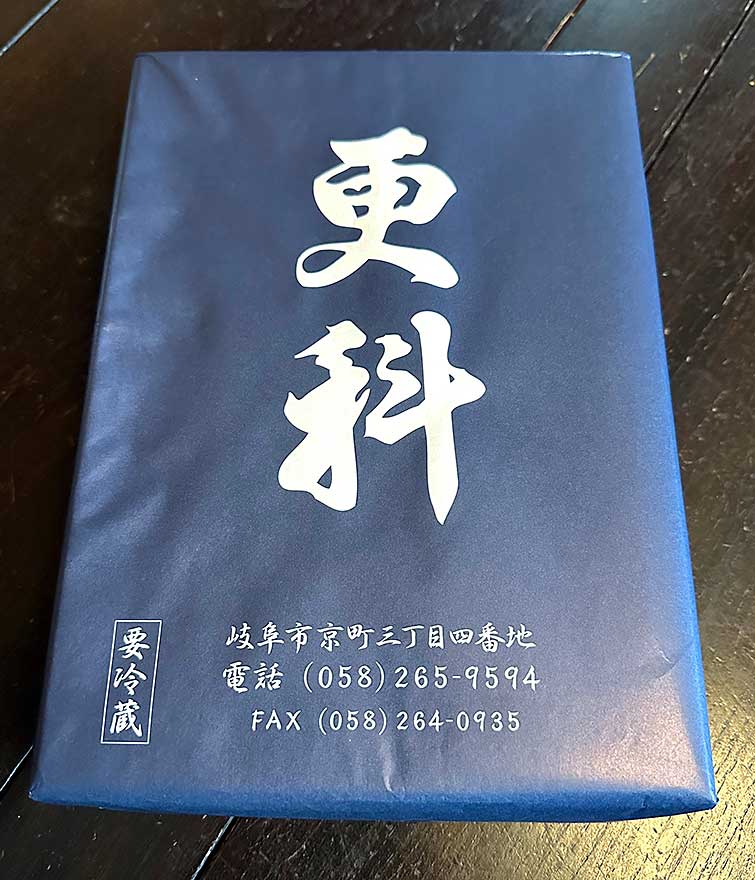 更科
岐阜市京町三丁目四番地
電話 (058)265-9594
FAX (058)264-0935
要冷蔵